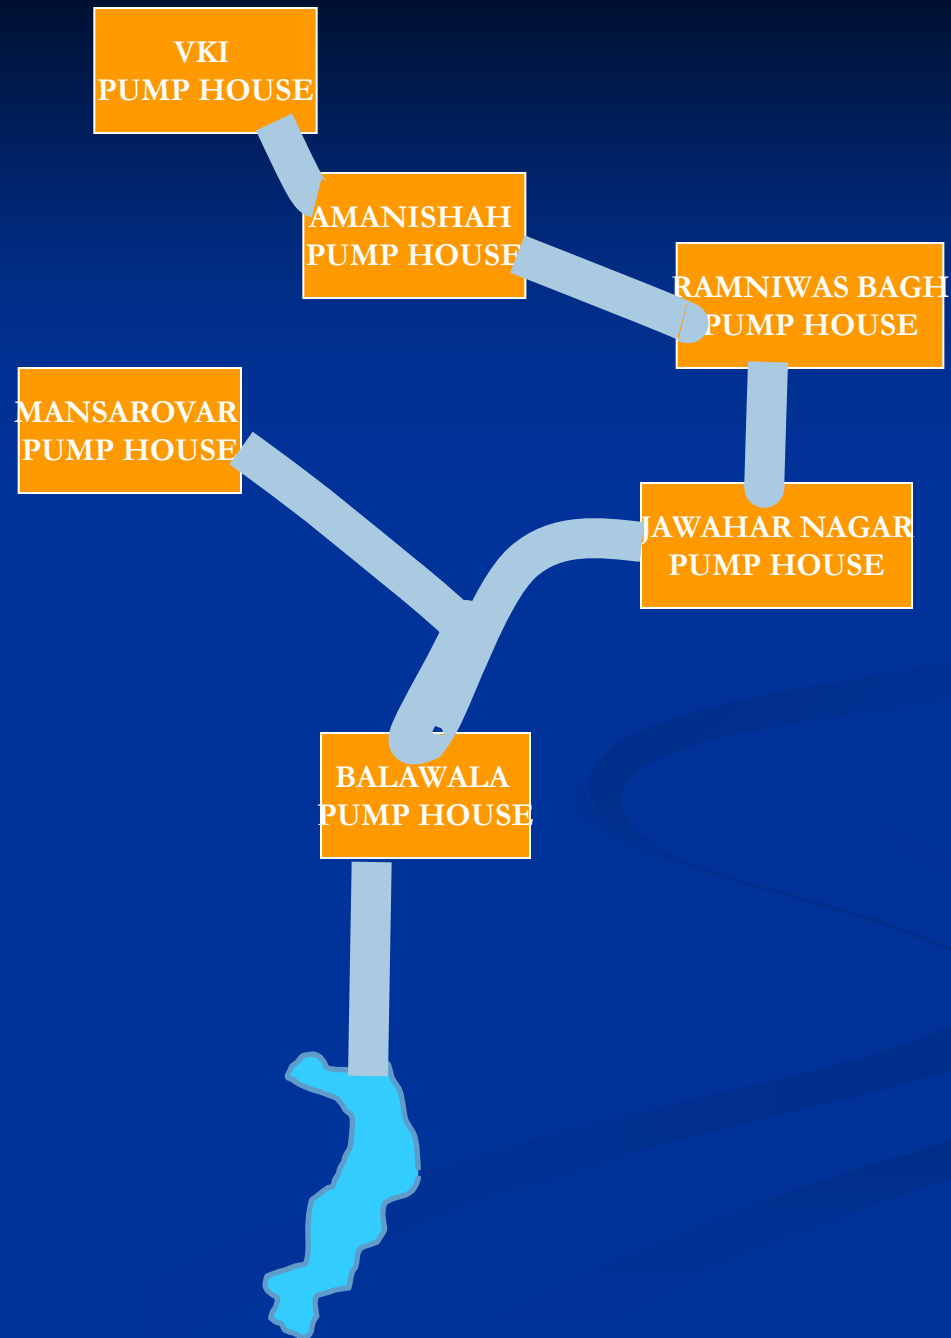 VKI
PUMP HOUSE
AMANISHAH
PUMP HOUSE
RAMNIWAS BAGH
PUMP HOUSE
MANSAROVAR
PUMP HOUSE
JAWAHAR NAGAR
PUMP HOUSE
BALAWALA
PUMP HOUSE